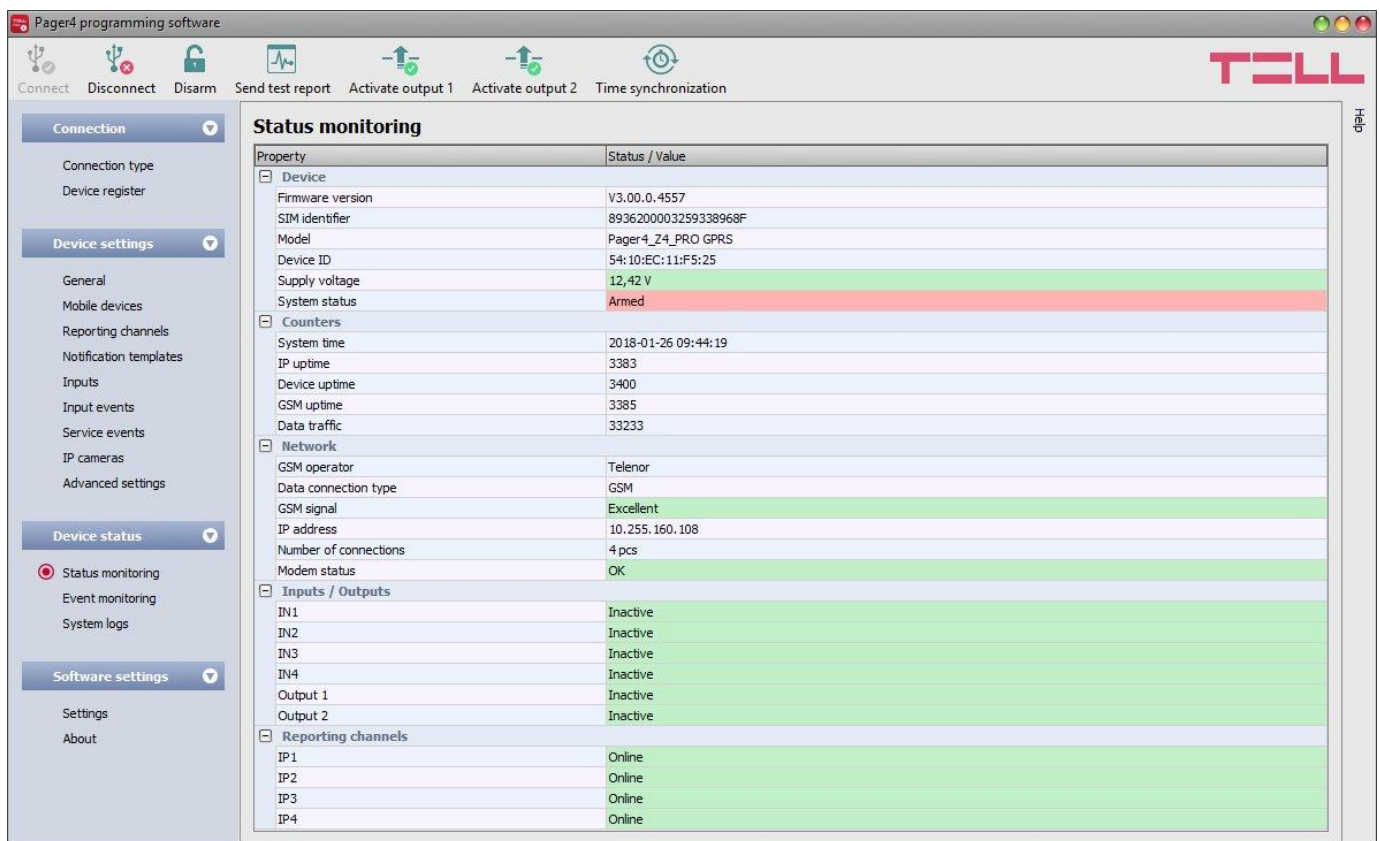 Pager4 programming software
Connect Disconnect Disarm Send test report Activate output 1 Activate output 2 Time synchronization
TELL
Help
Connection
Connection type
Device register
Device settings
General
Mobile devices
Reporting channels
Notification templates
Inputs
Input events
Service events
IP cameras
Advanced settings
Device status
Status monitoring
Event monitoring
System logs
Software settings
Settings
About
Status monitoring
Property Status / Value
Device
Firmware version V3.00.0.4557
SIM identifier 8936200003259338968F
Model Pager4_Z4_PRO GPRS
Device ID 54:10:EC:11:F5:25
Supply voltage 12,42 V
System status Armed
Counters
System time 2018-01-26 09:44:19
IP uptime 3383
Device uptime 3400
GSM uptime 3385
Data traffic 33233
Network
GSM operator Telenor
Data connection type GSM
GSM signal Excellent
IP address 10.255.160.108
Number of connections 4 pcs
Modem status OK
Inputs / Outputs
IN1 Inactive
IN2 Inactive
IN3 Inactive
IN4 Inactive
Output 1 Inactive
Output 2 Inactive
Reporting channels
IP1 Online
IP2 Online
IP3 Online
IP4 Online